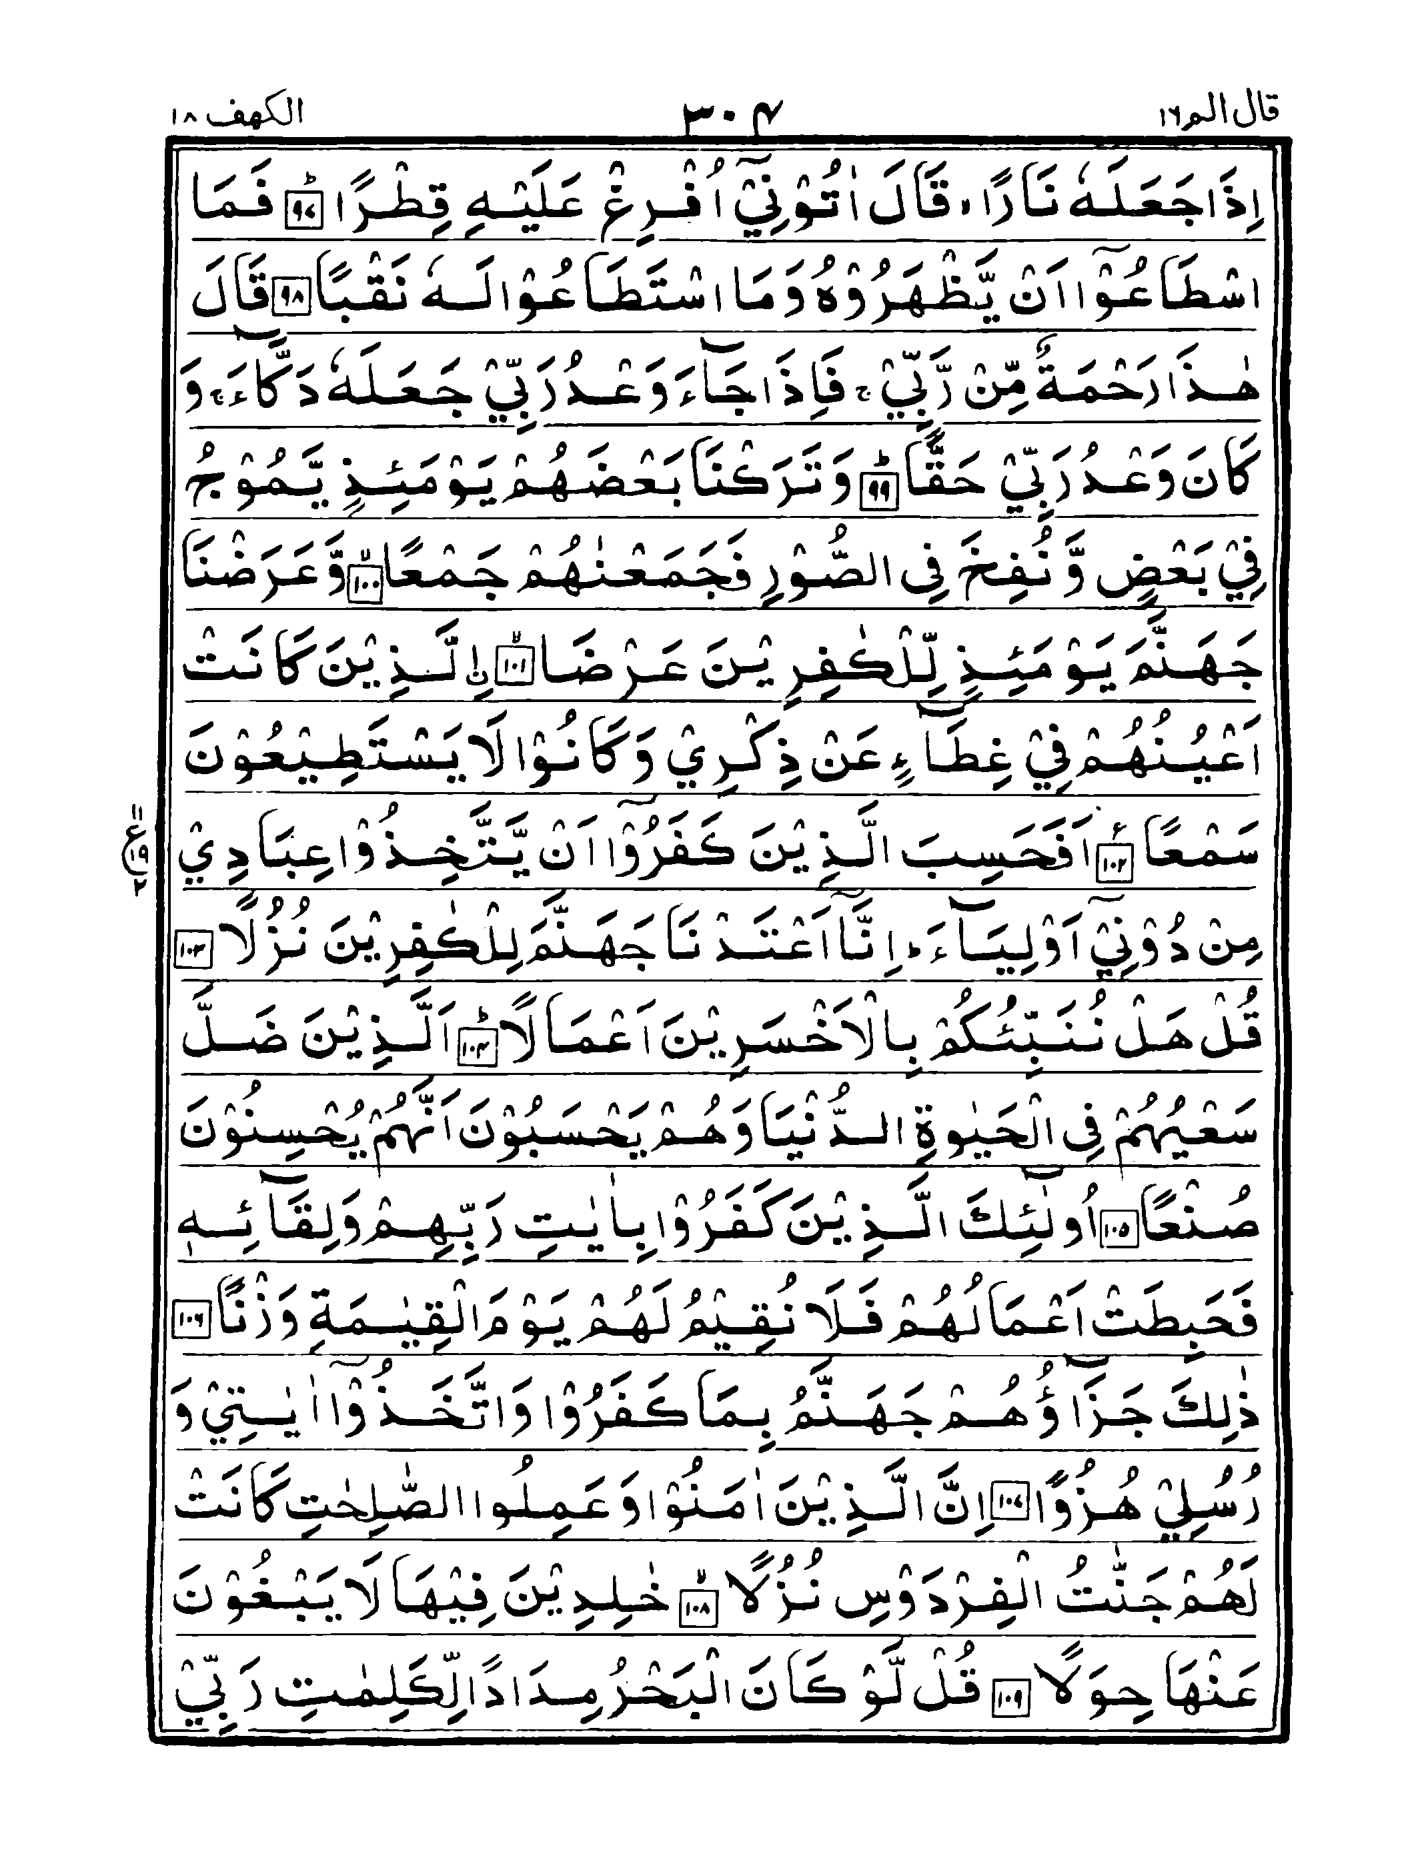 قال الم ١٦ ٣٠٤ الكهف ١٨
اِذَا جَعَلَهٗ نَارًا ۙ قَالَ اٰتُوْنِيْٓ اُفْرِغْ عَلَيْهِ قِطْرًا ؕ ٩٧ فَمَا
اسْطَاعُوْٓا اَنْ يَّظْهَرُوْهُ وَمَا اسْتَطَاعُوْا لَهٗ نَقْبًا ٩٨ قَالَ
هٰذَا رَحْمَةٌ مِّنْ رَّبِّيْ ۚ فَاِذَا جَآءَ وَعْدُ رَبِّيْ جَعَلَهٗ دَكَّآءَ ۚ وَ
كَانَ وَعْدُ رَبِّيْ حَقًّا ؕ ٩٩ وَتَرَكْنَا بَعْضَهُمْ يَوْمَئِذٍ يَّمُوْجُ
فِيْ بَعْضٍ وَّ نُفِخَ فِي الصُّوْرِ فَجَمَعْنٰهُمْ جَمْعًا ۙ ١٠٠ وَّعَرَضْنَا
جَهَنَّمَ يَوْمَئِذٍ لِّلْكٰفِرِيْنَ عَرْضَا ۙ ١٠١ ۨالَّذِيْنَ كَانَتْ
اَعْيُنُهُمْ فِيْ غِطَآءٍ عَنْ ذِكْرِيْ وَكَانُوْا لَا يَسْتَطِيْعُوْنَ
سَمْعًا ١٠٢ اَفَحَسِبَ الَّذِيْنَ كَفَرُوْٓا اَنْ يَّتَّخِذُوْا عِبَادِيْ
مِنْ دُوْنِيْٓ اَوْلِيَآءَ ؕ اِنَّآ اَعْتَدْنَا جَهَنَّمَ لِلْكٰفِرِيْنَ نُزُلًا ١٠٣
قُلْ هَلْ نُنَبِّئُكُمْ بِالْاَخْسَرِيْنَ اَعْمَالًا ؕ ١٠٤ اَلَّذِيْنَ ضَلَّ
سَعْيُهُمْ فِي الْحَيٰوةِ الدُّنْيَا وَهُمْ يَحْسَبُوْنَ اَنَّهُمْ يُحْسِنُوْنَ
صُنْعًا ١٠٥ اُولٰٓئِكَ الَّذِيْنَ كَفَرُوْا بِاٰيٰتِ رَبِّهِمْ وَلِقَآئِهٖ
فَحَبِطَتْ اَعْمَالُهُمْ فَلَا نُقِيْمُ لَهُمْ يَوْمَ الْقِيٰمَةِ وَزْنًا ١٠٦
ذٰلِكَ جَزَآؤُهُمْ جَهَنَّمُ بِمَا كَفَرُوْا وَاتَّخَذُوْٓا اٰيٰتِيْ وَ
رُسُلِيْ هُزُوًا ١٠٧ اِنَّ الَّذِيْنَ اٰمَنُوْا وَعَمِلُوا الصّٰلِحٰتِ كَانَتْ
لَهُمْ جَنّٰتُ الْفِرْدَوْسِ نُزُلًا ۙ ١٠٨ خٰلِدِيْنَ فِيْهَا لَا يَبْغُوْنَ
عَنْهَا حِوَلًا ١٠٩ قُلْ لَّوْ كَانَ الْبَحْرُ مِدَادًا لِّكَلِمٰتِ رَبِّيْ
١١
ع
١٩
٢